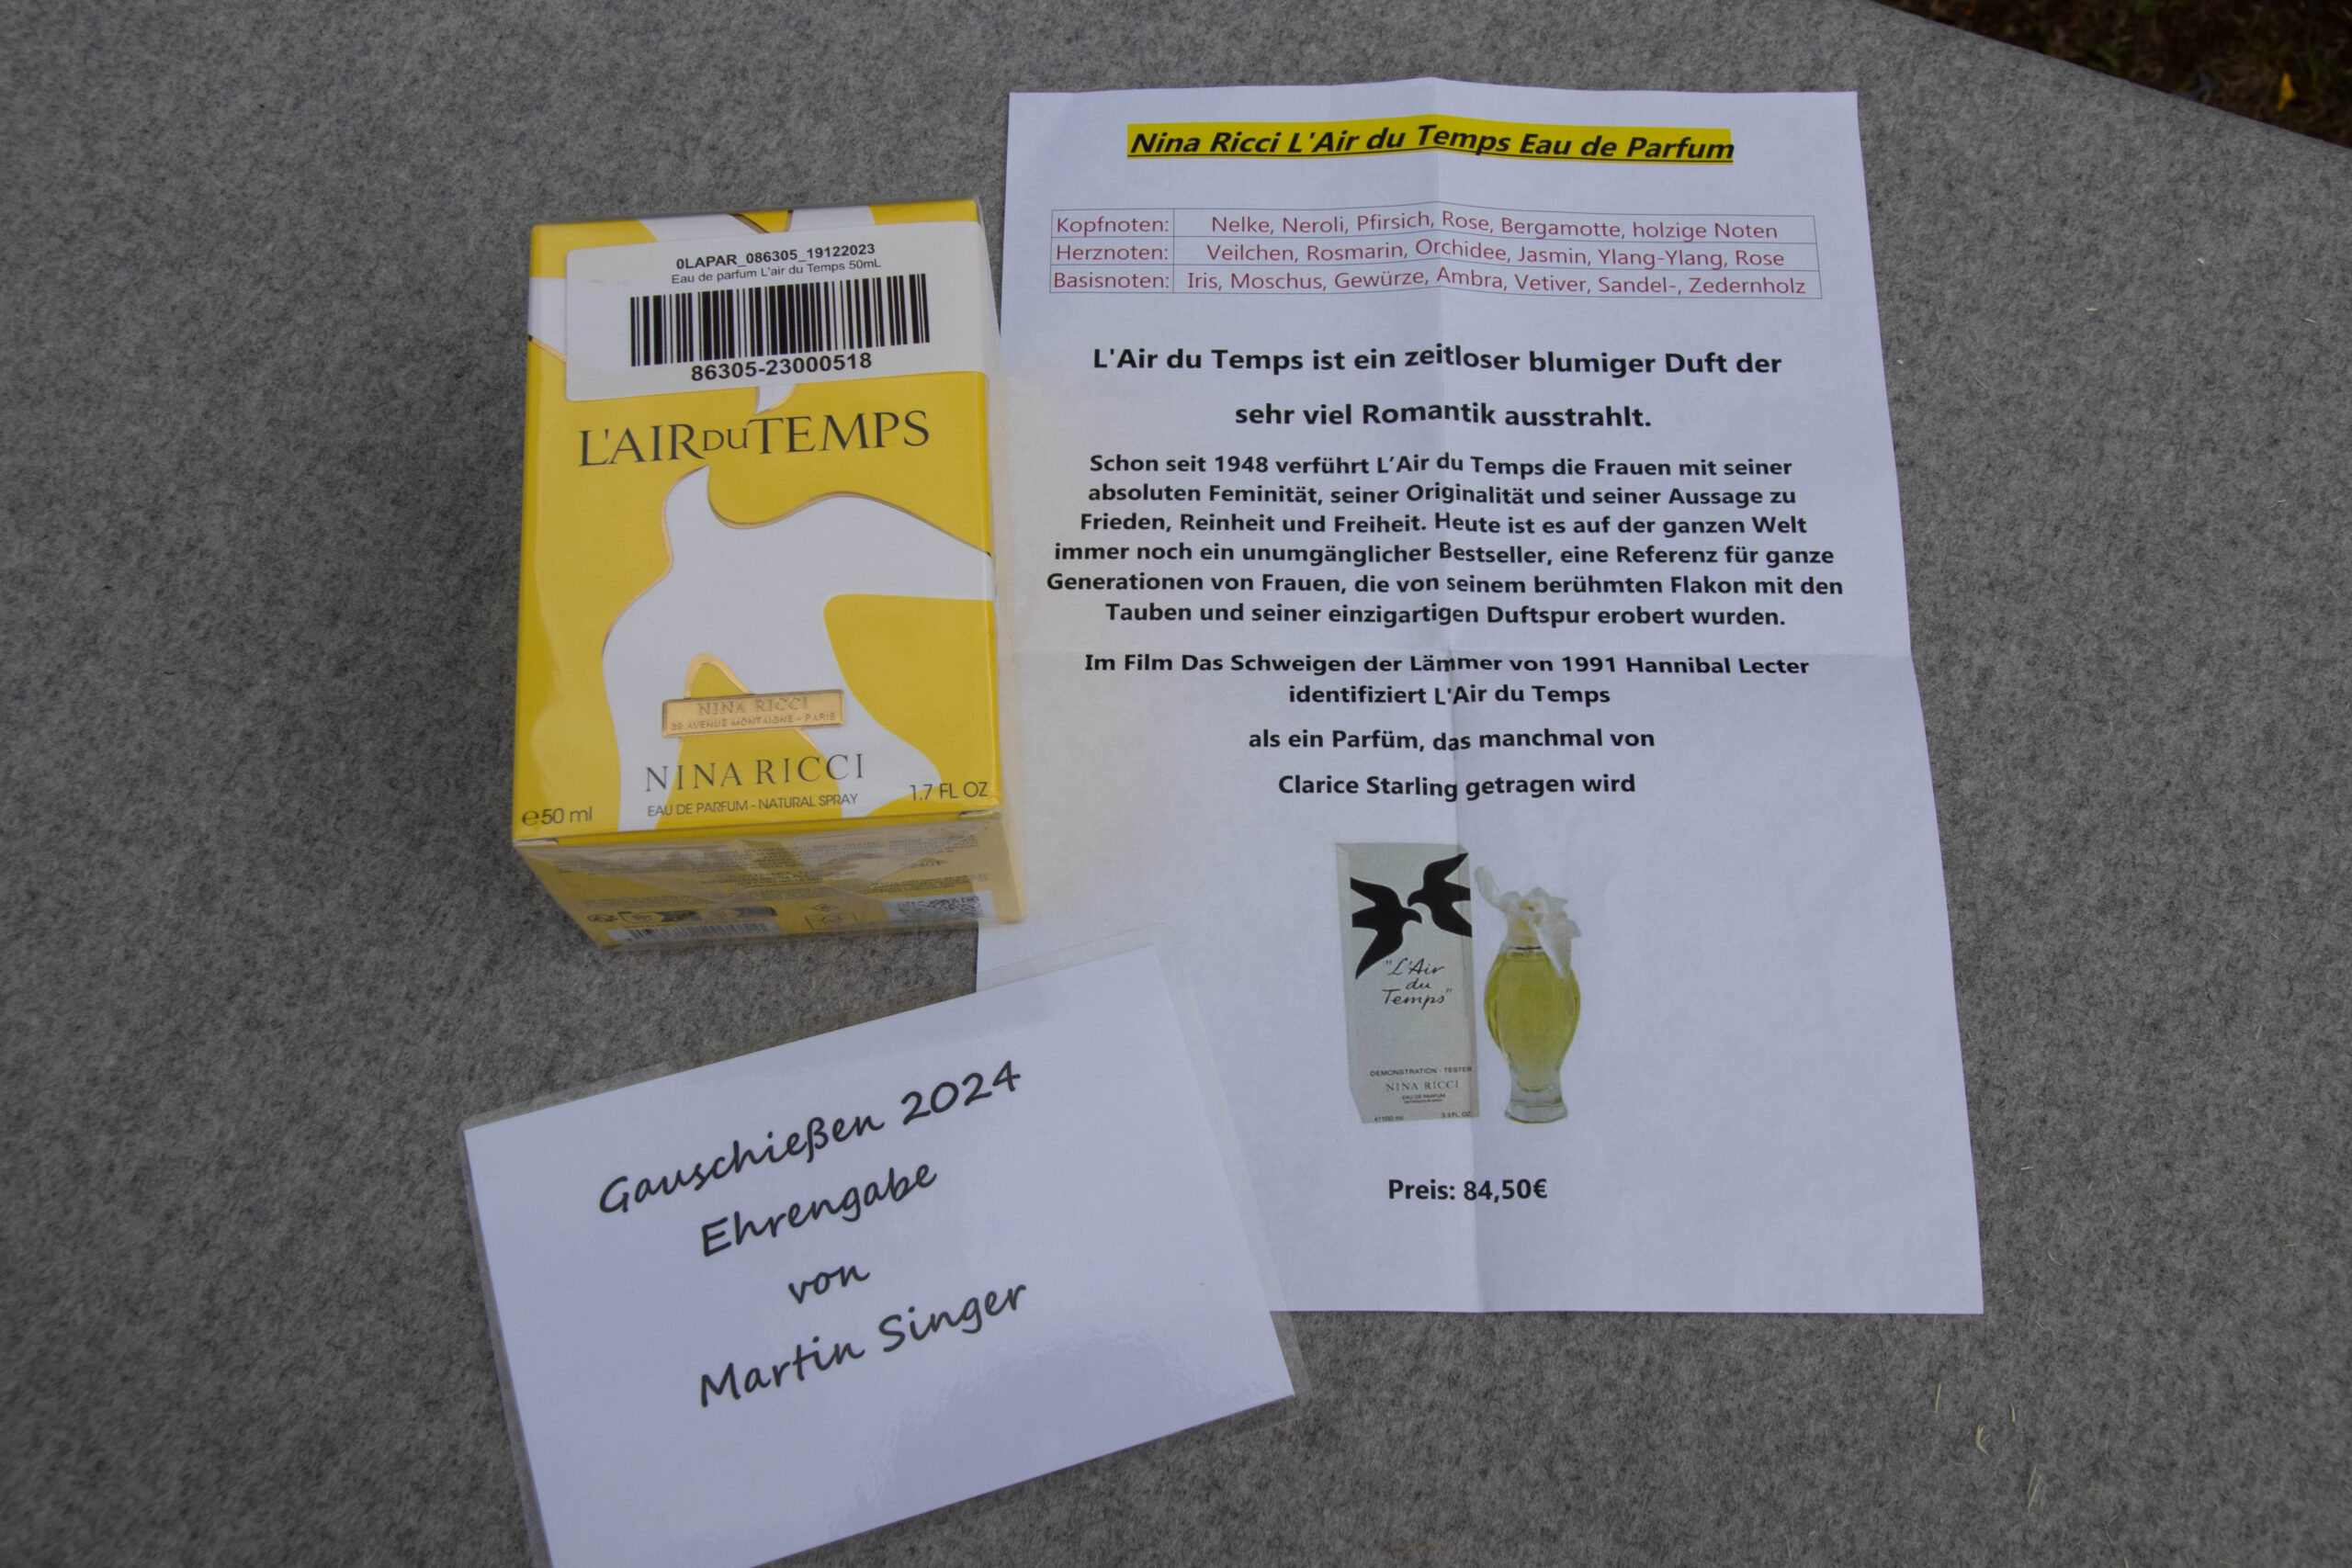 0LAPAR_086305_19122023
Eau de parfum L'air du Temps 50mL
86305-23000518
L'AIR DU TEMPS
NINA RICCI
39 AVENUE MONTAIGNE - PARIS
NINA RICCI
EAU DE PARFUM - NATURAL SPRAY
℮50 ml
1.7 FL OZ
Nina Ricci L'Air du Temps Eau de Parfum
Kopfnoten: Nelke, Neroli, Pfirsich, Rose, Bergamotte, holzige Noten
Herznoten: Veilchen, Rosmarin, Orchidee, Jasmin, Ylang-Ylang, Rose
Basisnoten: Iris, Moschus, Gewürze, Ambra, Vetiver, Sandel-, Zedernholz
L'Air du Temps ist ein zeitloser blumiger Duft der
sehr viel Romantik ausstrahlt.
Schon seit 1948 verführt L’Air du Temps die Frauen mit seiner
absoluten Feminität, seiner Originalität und seiner Aussage zu
Frieden, Reinheit und Freiheit. Heute ist es auf der ganzen Welt
immer noch ein unumgänglicher Bestseller, eine Referenz für ganze
Generationen von Frauen, die von seinem berühmten Flakon mit den
Tauben und seiner einzigartigen Duftspur erobert wurden.
Im Film Das Schweigen der Lämmer von 1991 Hannibal Lecter
identifiziert L'Air du Temps
als ein Parfüm, das manchmal von
Clarice Starling getragen wird
"L'Air
du
Temps"
DEMONSTRATION - TESTER
NINA RICCI
EAU DE PARFUM
℮100 ml
3.3 FL. OZ.
Preis: 84,50€
Gauschießen 2024
Ehrengabe
von
Martin Singer